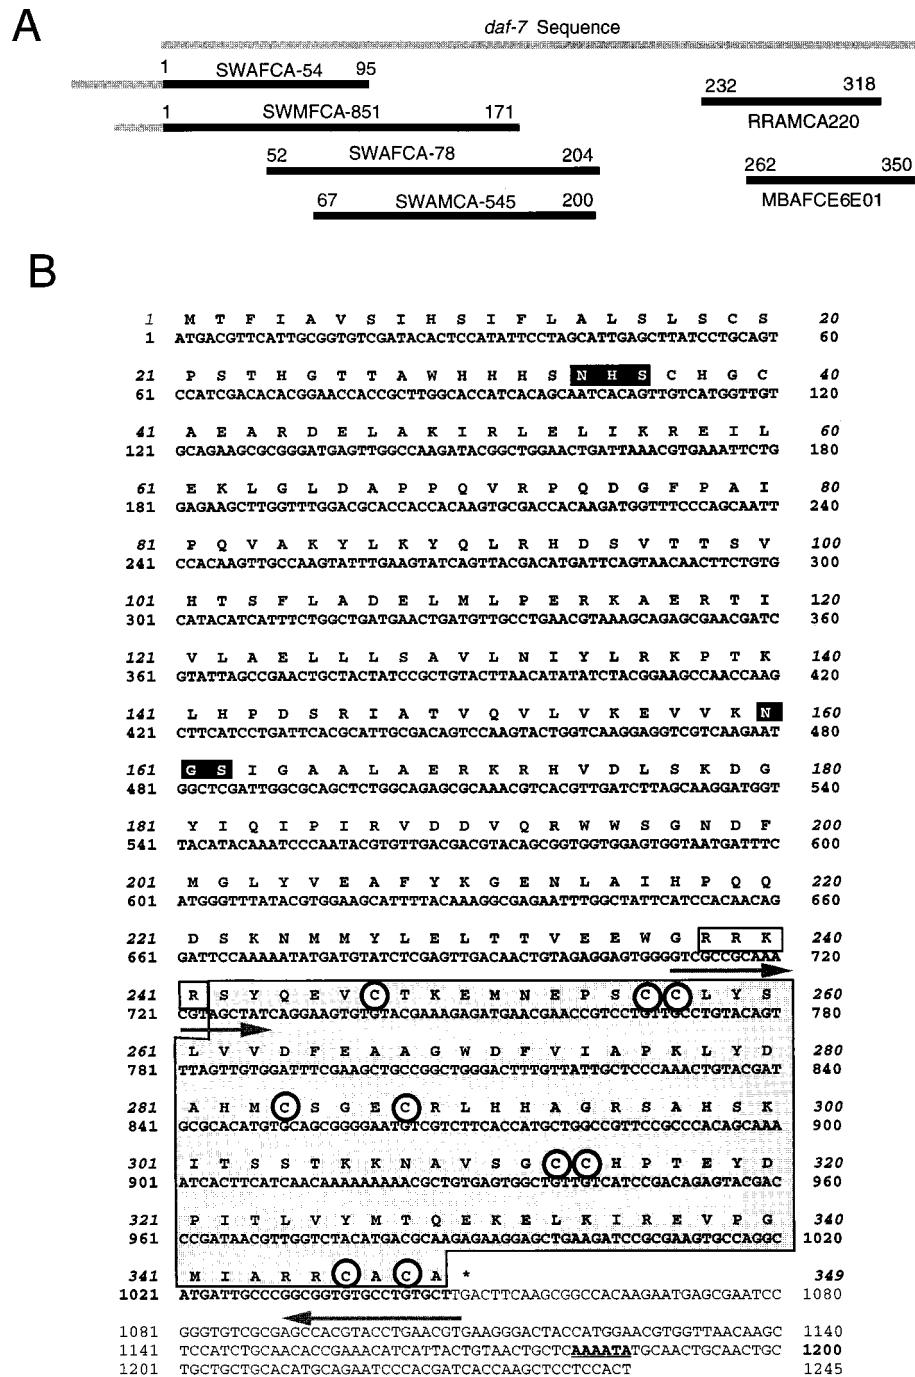 A
daf-7 Sequence
1 SWAFCA-54 95
232 318
1 SWMFCA-851 171
RRAMCA220
52 SWAFCA-78 204
262 350
67 SWAMCA-545 200
MBAFCE6E01
B
1 M T F I A V S I H S I F L A L S L S C S 20
1 ATGACGTTCATTGCGGTGTCGATACACTCCATATTCCTAGCATTGAGCTTATCCTGCAGT 60
21 P S T H G T T A W H H H S N H S C H G C 40
61 CCATCGACACACGGAACCACCGCTTGGCACCATCACAGCAATCACAGTTGTCATGGTTGT 120
41 A E A R D E L A K I R L E L I K R E I L 60
121 GCAGAAGCGCGGGATGAGTTGGCCAAGATACGGCTGGAACTGATTAAACGTGAAATTCTG 180
61 E K L G L D A P P Q V R P Q D G F P A I 80
181 GAGAAGCTTGGTTTGGACGCACCACCACAAGTGCGACCACAAGATGGTTTCCCAGCAATT 240
81 P Q V A K Y L K Y Q L R H D S V T T S V 100
241 CCACAAGTTGCCAAGTATTTGAAGTATCAGTTACGACATGATTCAGTAACAACTTCTGTG 300
101 H T S F L A D E L M L P E R K A E R T I 120
301 CATACATCATTTCTGGCTGATGAACTGATGTTGCCTGAACGTAAAGCAGAGCGAACGATC 360
121 V L A E L L L S A V L N I Y L R K P T K 140
361 GTATTAGCCGAACTGCTACTATCCGCTGTACTTAACATATATCTACGGAAGCCAACCAAG 420
141 L H P D S R I A T V Q V L V K E V V K N 160
421 CTTCATCCTGATTCACGCATTGCGACAGTCCAAGTACTGGTCAAGGAGGTCGTCAAGAAT 480
161 G S I G A A L A E R K R H V D L S K D G 180
481 GGCTCGATTGGCGCAGCTCTGGCAGAGCGCAAACGTCACGTTGATCTTAGCAAGGATGGT 540
181 Y I Q I P I R V D D V Q R W W S G N D F 200
541 TACATACAAATCCCAATACGTGTTGACGACGTACAGCGGTGGTGGAGTGGTAATGATTTC 600
201 M G L Y V E A F Y K G E N L A I H P Q Q 220
601 ATGGGTTTATACGTGGAAGCATTTTACAAAGGCGAGAATTTGGCTATTCATCCACAACAG 660
221 D S K N M M Y L E L T T V E E W G R R K 240
661 GATTCCAAAAATATGATGTATCTCGAGTTGACAACTGTAGAGGAGTGGGGTCGCCGCAAA 720
241 R S Y Q E V C T K E M N E P S C C L Y S 260
721 CGTAGCTATCAGGAAGTGTGTACGAAAGAGATGAACGAACCGTCCTGTTGCCTGTACAGT 780
261 L V V D F E A A G W D F V I A P K L Y D 280
781 TTAGTTGTGGATTTCGAAGCTGCCGGCTGGGACTTTGTTATTGCTCCCAAACTGTACGAT 840
281 A H M C S G E C R L H H A G R S A H S K 300
841 GCGCACATGTGCAGCGGGGAATGTCGTCTTCACCATGCTGGCCGTTCCGCCCACAGCAAA 900
301 I T S S T K K N A V S G C C H P T E Y D 320
901 ATCACTTCATCAACAAAAAAAAACGCTGTGAGTGGCTGTTGTCATCCGACAGAGTACGAC 960
321 P I T L V Y M T Q E K E L K I R E V P G 340
961 CCGATAACGTTGGTCTACATGACGCAAGAGAAGGAGCTGAAGATCCGCGAAGTGCCAGGC 1020
341 M I A R R C A C A * 349
1021 ATGATTGCCCGGCGGTGTGCCTGTGCTTGACTTCAAGCGGCCACAAGAATGAGCGAATCC 1080
1081 GGGTGTCGCGAGCCACGTACCTGAACGTGAAGGGACTACCATGGAACGTGGTTAACAAGC 1140
1141 TCCATCTGCAACACCGAAACATCATTACTGTAACTGCTCAAAATATGCAACTGCAACTGC 1200
1201 TGCTGCTGCACATGCAGAATCCCACGATCACCAAGCTCCTCCACT 1245